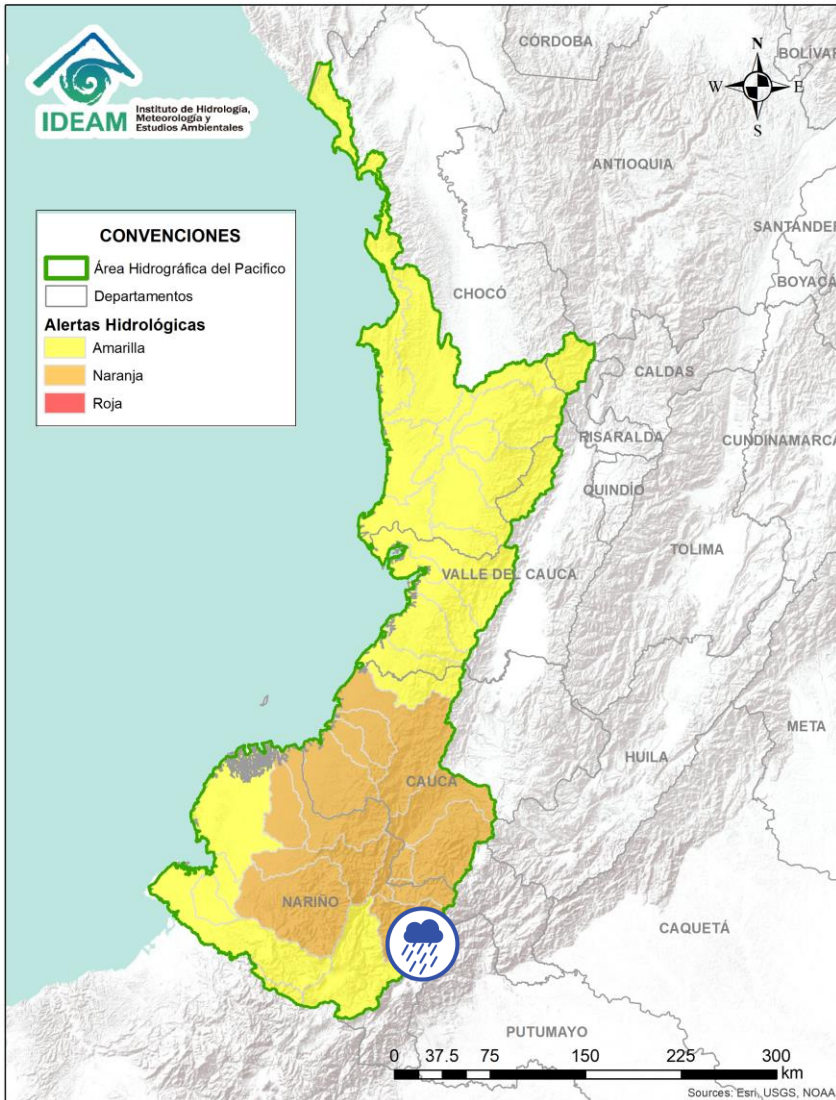 IDEAM
Instituto de Hidrología,
Meteorología y
Estudios Ambientales
N
W
E
S
CONVENCIONES
Área Hidrográfica del Pacifico
Departamentos
Alertas Hidrológicas
Amarilla
Naranja
Roja
CÓRDOBA
BOLÍVAR
ANTIOQUIA
SANTANDER
BOYACÁ
CHOCÓ
CALDAS
RISARALDA
CUNDINAMARCA
QUINDÍO
TOLIMA
VALLE DEL CAUCA
META
HUILA
CAUCA
NARIÑO
CAQUETÁ
PUTUMAYO
0 37.5 75 150 225 300
km
Sources: Esri, USGS, NOAA